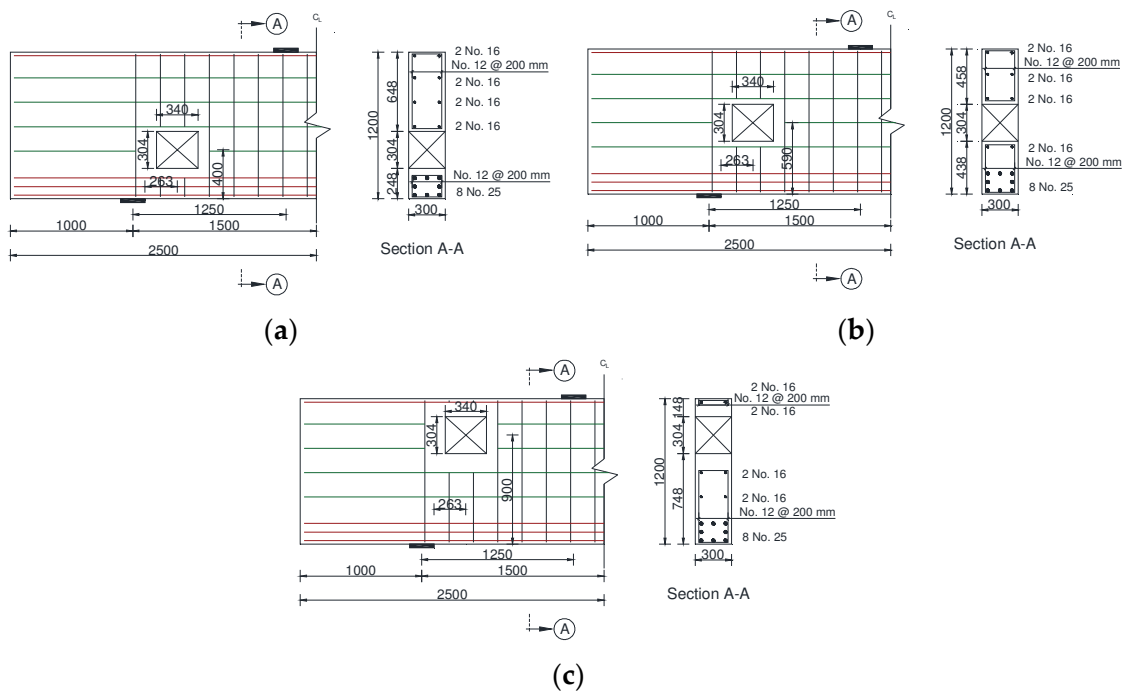 A
CL
2 No. 16
No. 12 @ 200 mm
2 No. 16
2 No. 16
2 No. 16
No. 12 @ 200 mm
8 No. 25
340
304
263
400
1250
1000
1500
2500
1200
648
304
248
300
Section A-A
A
(a)
A
CL
2 No. 16
No. 12 @ 200 mm
2 No. 16
2 No. 16
2 No. 16
No. 12 @ 200 mm
8 No. 25
340
304
263
590
1250
1000
1500
2500
1200
458
304
438
300
Section A-A
A
(b)
A
CL
2 No. 16
No. 12 @ 200 mm
2 No. 16
2 No. 16
2 No. 16
No. 12 @ 200 mm
8 No. 25
340
304
263
900
1250
1000
1500
2500
1200
148
304
748
300
Section A-A
A
(c)